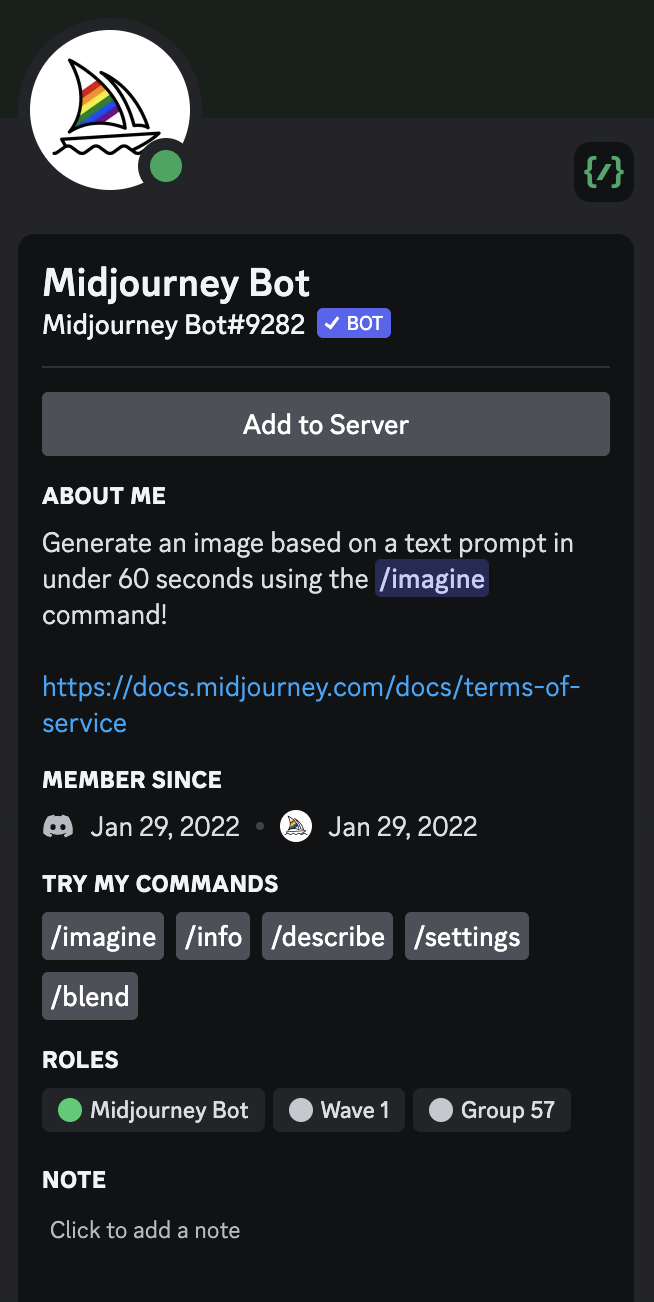 {/}
Midjourney Bot
Midjourney Bot#9282 ✓ BOT
Add to Server
ABOUT ME
Generate an image based on a text prompt in
under 60 seconds using the /imagine
command!
https://docs.midjourney.com/docs/terms-of-
service
MEMBER SINCE
Jan 29, 2022 • Jan 29, 2022
TRY MY COMMANDS
/imagine /info /describe /settings
/blend
ROLES
Midjourney Bot Wave 1 Group 57
NOTE
Click to add a note